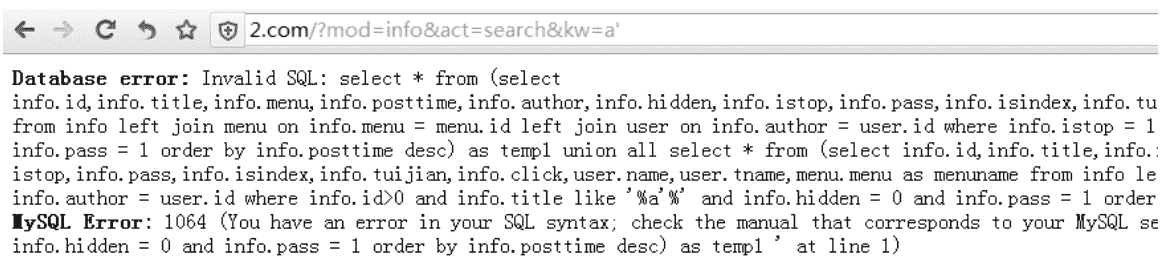 2.com/?mod=info&act=search&kw=a'
Database error: Invalid SQL: select * from (select
info.id,info.title,info.menu,info.posttime,info.author,info.hidden,info.istop,info.pass,info.isindex,info.tu
from info left join menu on info.menu = menu.id left join user on info.author = user.id where info.istop = 1
info.pass = 1 order by info.posttime desc) as temp1 union all select * from (select info.id,info.title,info.
istop,info.pass,info.isindex,info.tuijian,info.click,user.name,user.tname,menu.menu as menuname from info le
info.author = user.id where info.id>0 and info.title like '%a'%' and info.hidden = 0 and info.pass = 1 order
MySQL Error: 1064 (You have an error in your SQL syntax; check the manual that corresponds to your MySQL se
info.hidden = 0 and info.pass = 1 order by info.posttime desc) as temp1 ' at line 1)